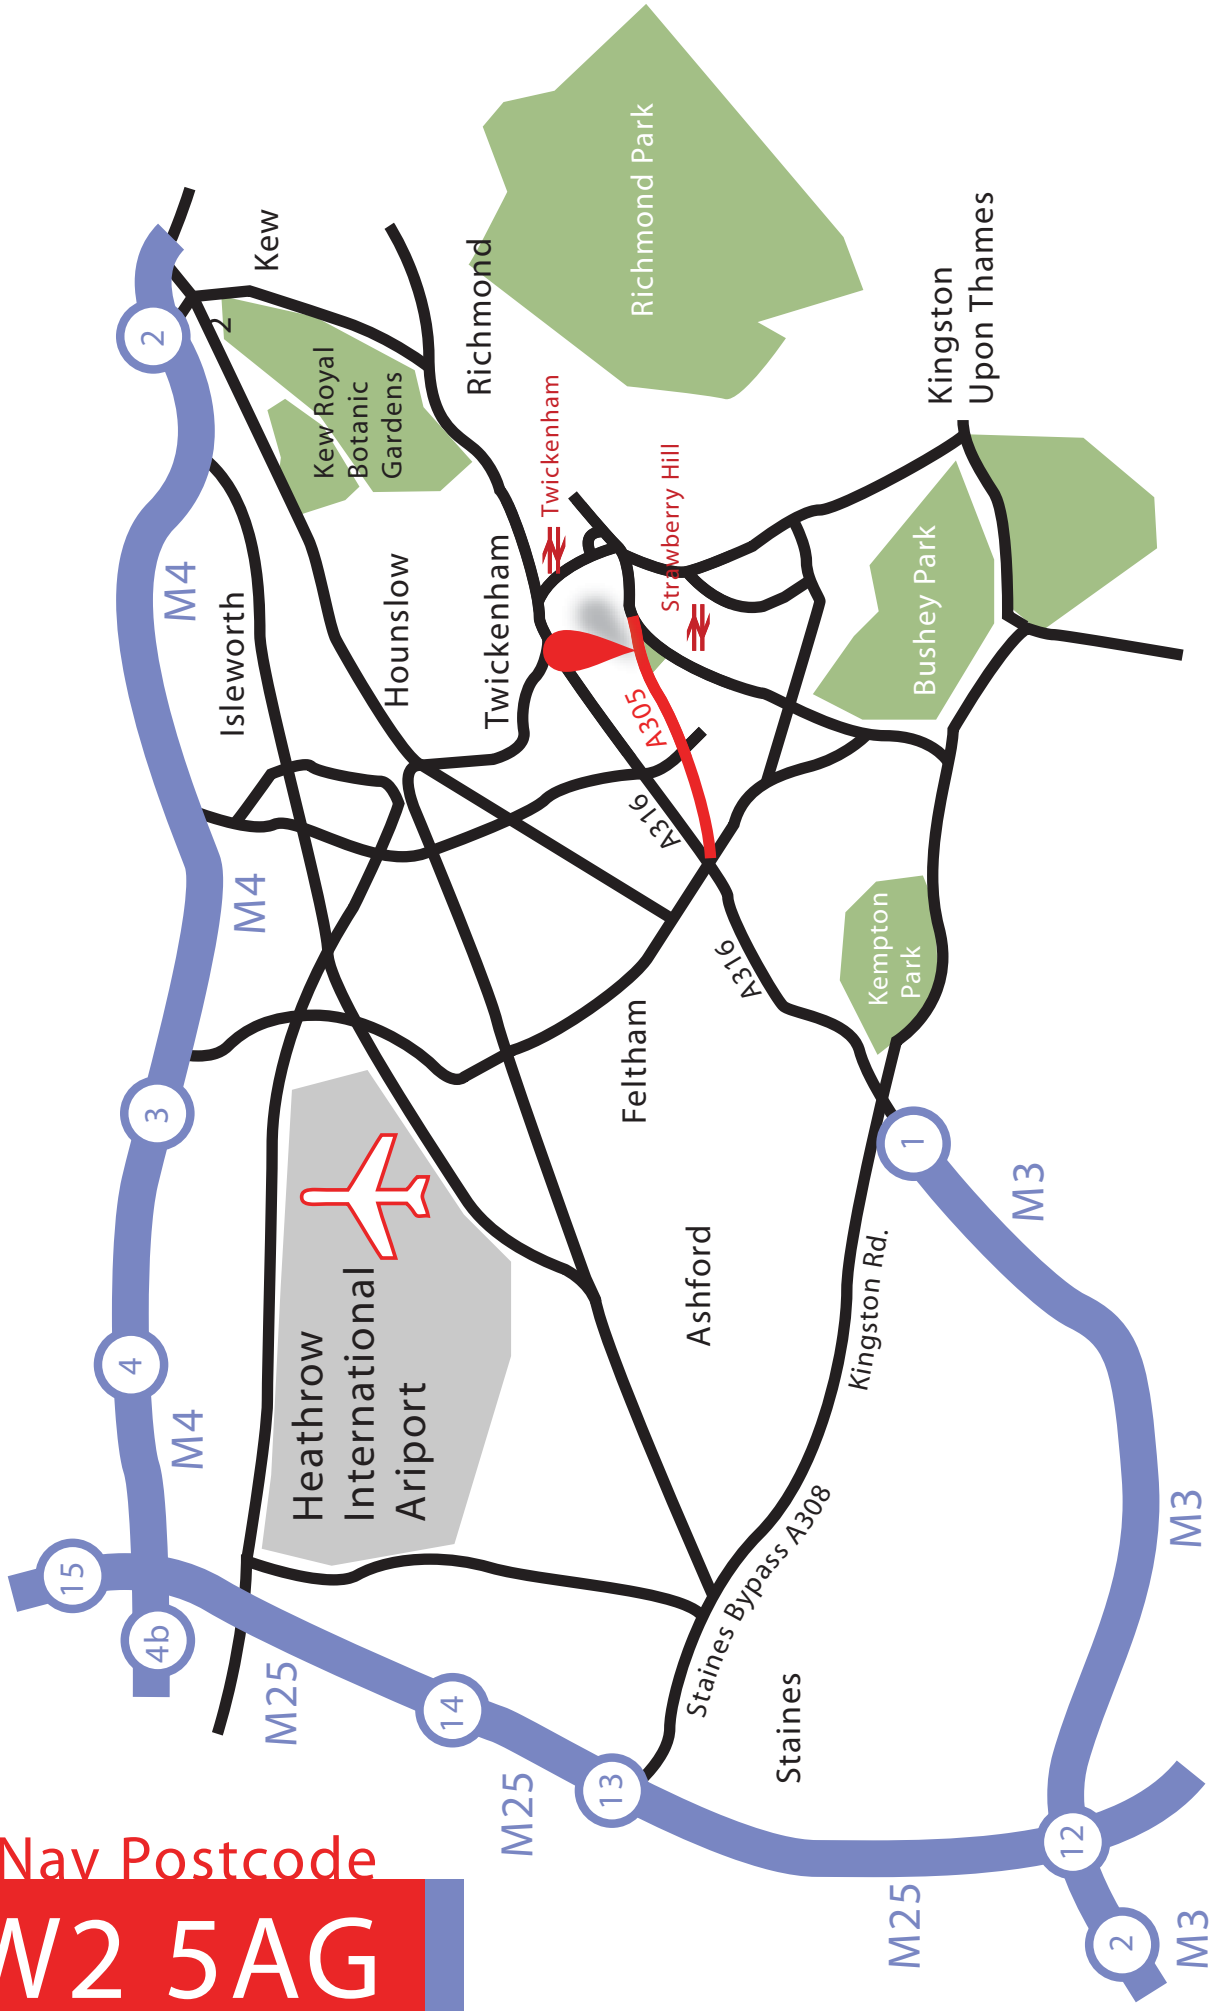 2
Kew
2
Kew Royal
Botanic
Gardens
Richmond
Richmond Park
Kingston
Upon Thames
M4
Isleworth
Hounslow
Twickenham
Twickenham
Strawberry Hill
Bushey Park
A305
A316
M4
A316
Kempton
Park
3
Feltham
1
M3
4
Heathrow
International
Ariport
Ashford
Kingston Rd.
M4
15
4b
M25
14
M25
13
Staines Bypass A308
Staines
M3
12
M25
2
M3
Nav Postcode
W2 5AG